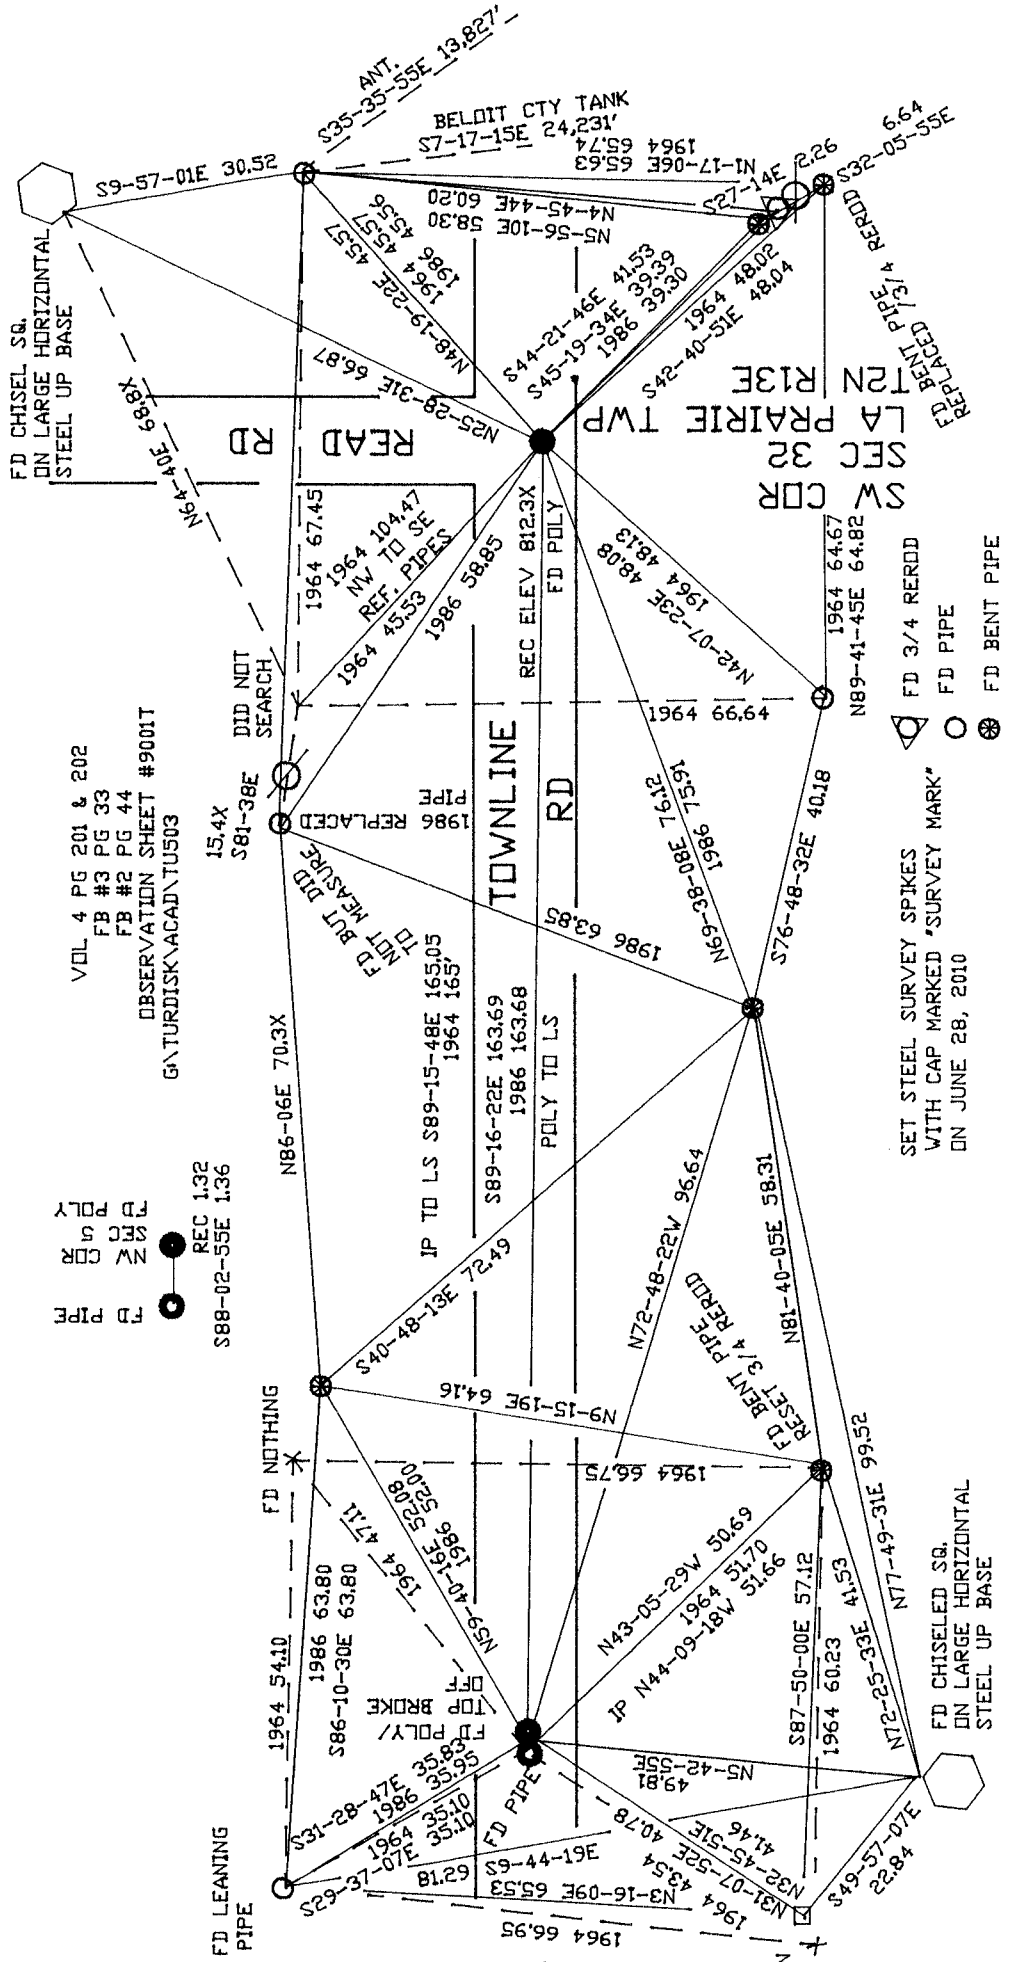 FD CHISEL SQ.
ON LARGE HORIZONTAL
STEEL UP BASE
S9-57-01E 30.52
ANT.
S35-35-55E 13,827'
BELOIT CTY TANK
S7-17-15E 24,231'
N1-17-06E 65.63
1964 65.74
N4-45-44E 60.20
N5-56-10E 58.30
S27-14E 2.26
6.64
S32-05-55E
FD BENT PIPE
REPLACED /3/4 REROD
N64-40E 68.8X
N25-28-31E 66.87
N48-19-22E 45.57
1964 45.57
1986 45.56
S44-21-46E 41.53
S45-19-34E 39.39
1986 39.30
1964 48.02
S42-40-51E 48.04
READ RD
SW COR
SEC 32
LA PRAIRIE TWP
T2N R13E
1964 67.45
1964 104.47
NW TO SE
REF. PIPES
1964 45.53
1986 58.85
REC ELEV 812.3X
FD POLY
N42-07-23E 48.08
1964 48.13
1964 64.67
N89-41-45E 64.82
FD 3/4 REROD
FD PIPE
FD BENT PIPE
DID NOT
SEARCH
15.4X
S81-38E
1964 66.64
1986 REPLACED
PIPE
FD BUT DID
NOT MEASURE
TO
TOWNLINE
RD
VOL 4 PG 201 & 202
FB #3 PG 33
FB #2 PG 44
OBSERVATION SHEET #9001T
G:\TURDISK\ACAD\TU503
N86-06E 70.3X
1986 63.85
N69-38-08E 76.12
1986 75.91
S76-48-32E 40.18
IP TO LS S89-15-48E 165.05
1964 165'
S89-16-22E 163.69
1986 163.68
POLY TO LS
SET STEEL SURVEY SPIKES
WITH CAP MARKED "SURVEY MARK"
ON JUNE 28, 2010
NW COR
SEC 5
FD POLY
FD PIPE
REC 1.32
S88-02-55E 1.36
S40-48-13E 72.49
N72-48-22W 96.64
N81-40-05E 58.31
FD BENT PIPE
RESET 3/4 REROD
FD NOTHING
N9-15-19E 64.16
1964 66.75
1964 47.11
N59-40-16E 52.08
1986 52.00
1964 54.10
1986 63.80
S86-10-30E 63.80
N43-05-29W 50.69
1964 51.70
IP N44-09-18W 51.66
S87-50-00E 57.12
1964 60.23
N72-25-33E 41.53
N77-49-31E 99.52
FD CHISELED SQ.
ON LARGE HORIZONTAL
STEEL UP BASE
FD POLY/
TOP BROKE
OFF
FD PIPE
S31-28-47E 35.83
1986 35.95
1964 35.10
S29-37-07E 35.10
FD LEANING
PIPE
S6-44-19E
81.29
N3-16-09E 65.53
1964 66.95
N5-42-55E
49.81
N32-45-51E
41.46
N31-07-52E 40.78
1964 43.54
S49-57-07E
22.84